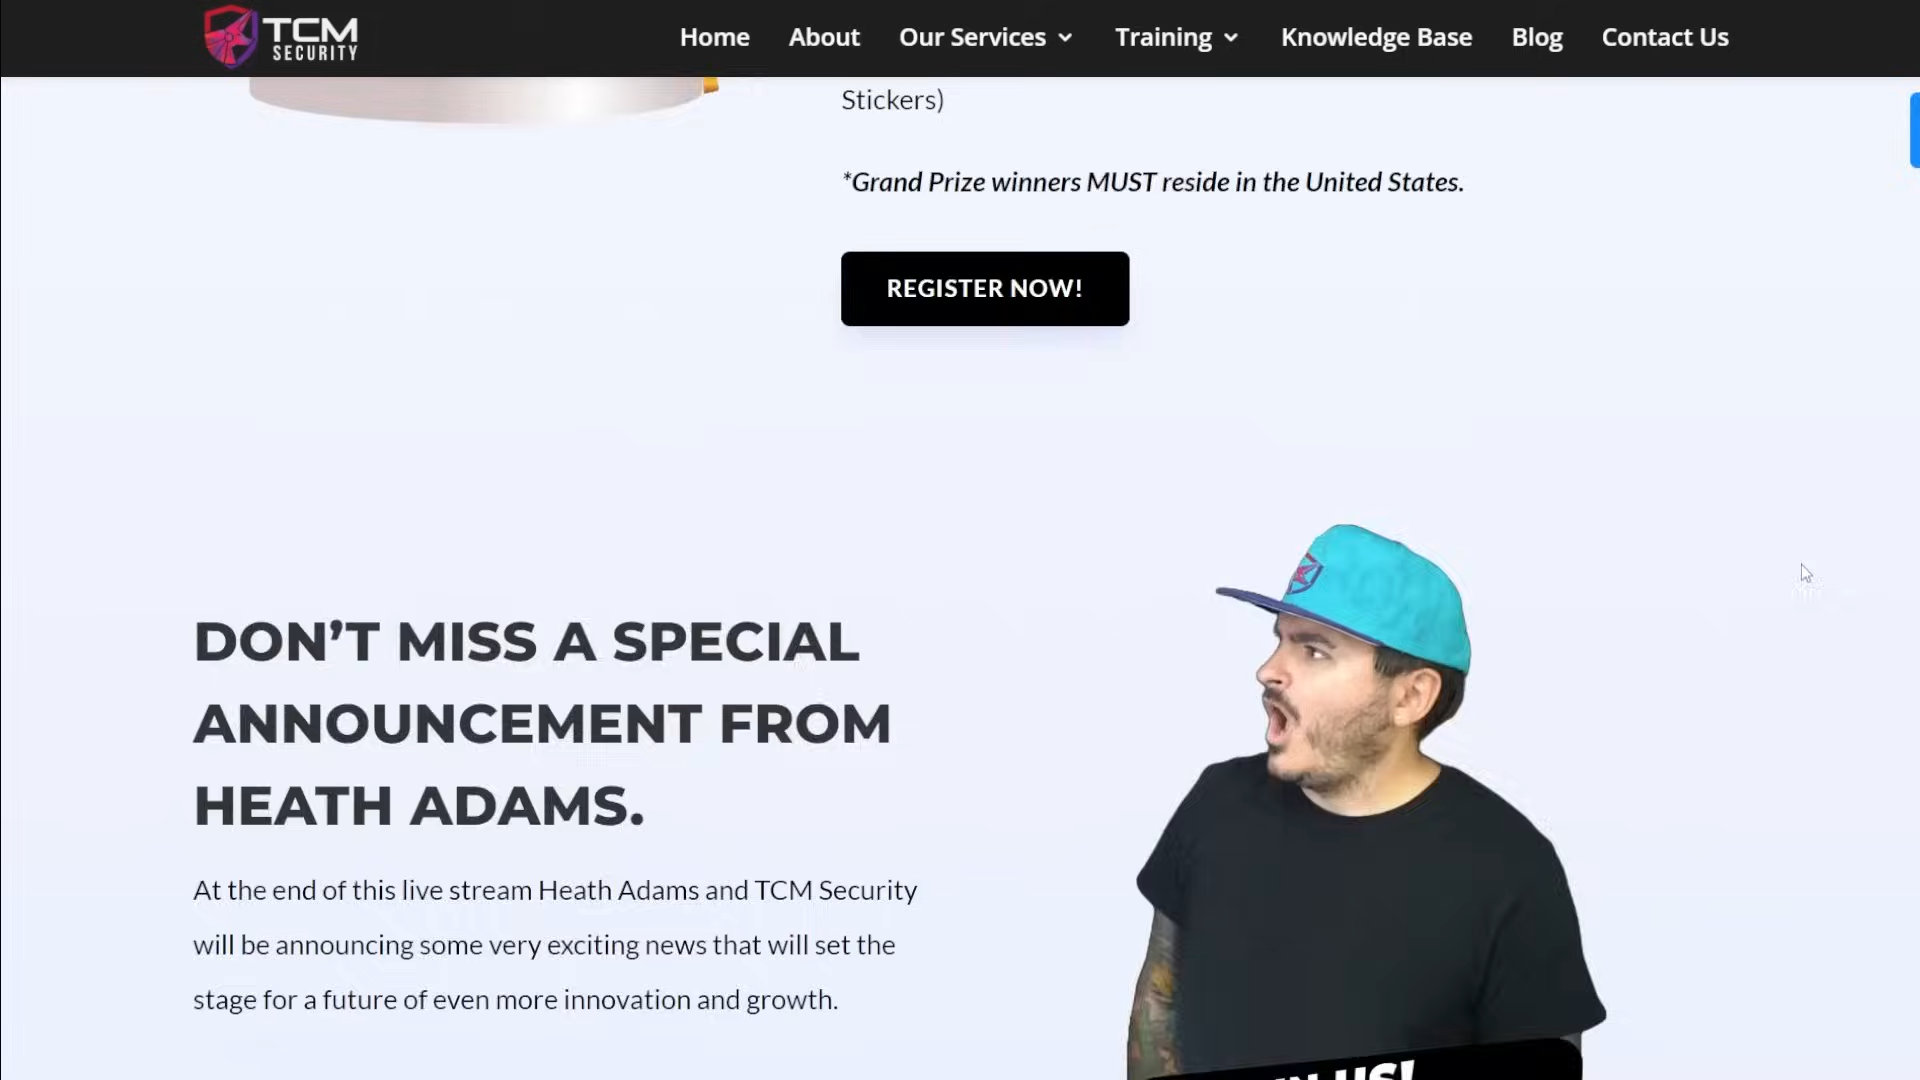 TCM
SECURITY
Home
About
Our Services
Training
Knowledge Base
Blog
Contact Us
Stickers)
*Grand Prize winners MUST reside in the United States.
REGISTER NOW!
DON’T MISS A SPECIAL
ANNOUNCEMENT FROM
HEATH ADAMS.
At the end of this live stream Heath Adams and TCM Security
will be announcing some very exciting news that will set the
stage for a future of even more innovation and growth.
US!